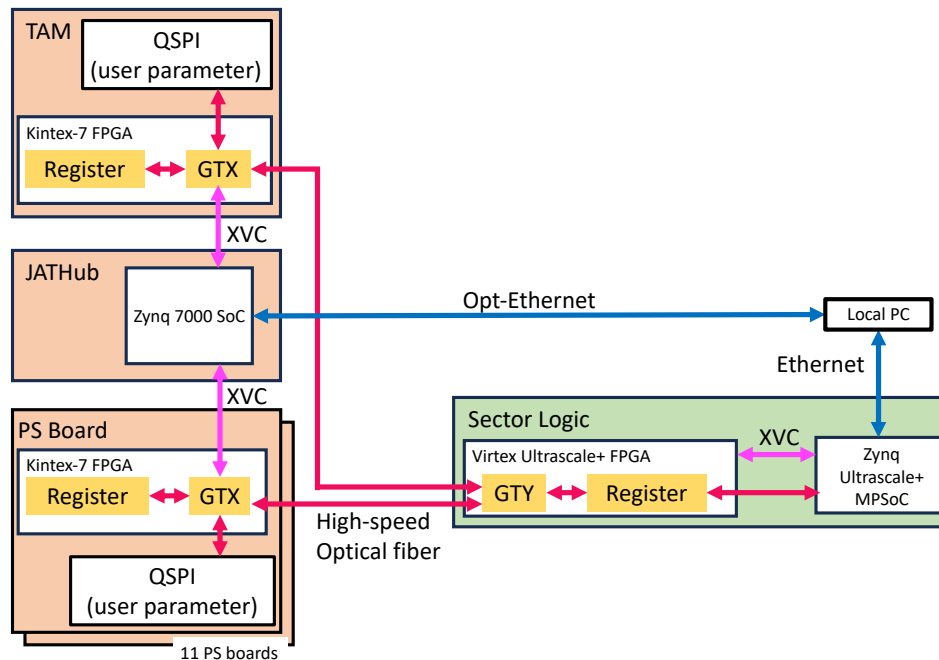 TAM
QSPI
(user parameter)
Kintex-7 FPGA
Register
GTX
XVC
JATHub
Zynq 7000 SoC
Opt-Ethernet
Local PC
Ethernet
XVC
PS Board
Kintex-7 FPGA
Register
GTX
QSPI
(user parameter)
11 PS boards
High-speed
Optical fiber
Sector Logic
Virtex Ultrascale+ FPGA
GTY
Register
XVC
Zynq
Ultrascale+
MPSoC